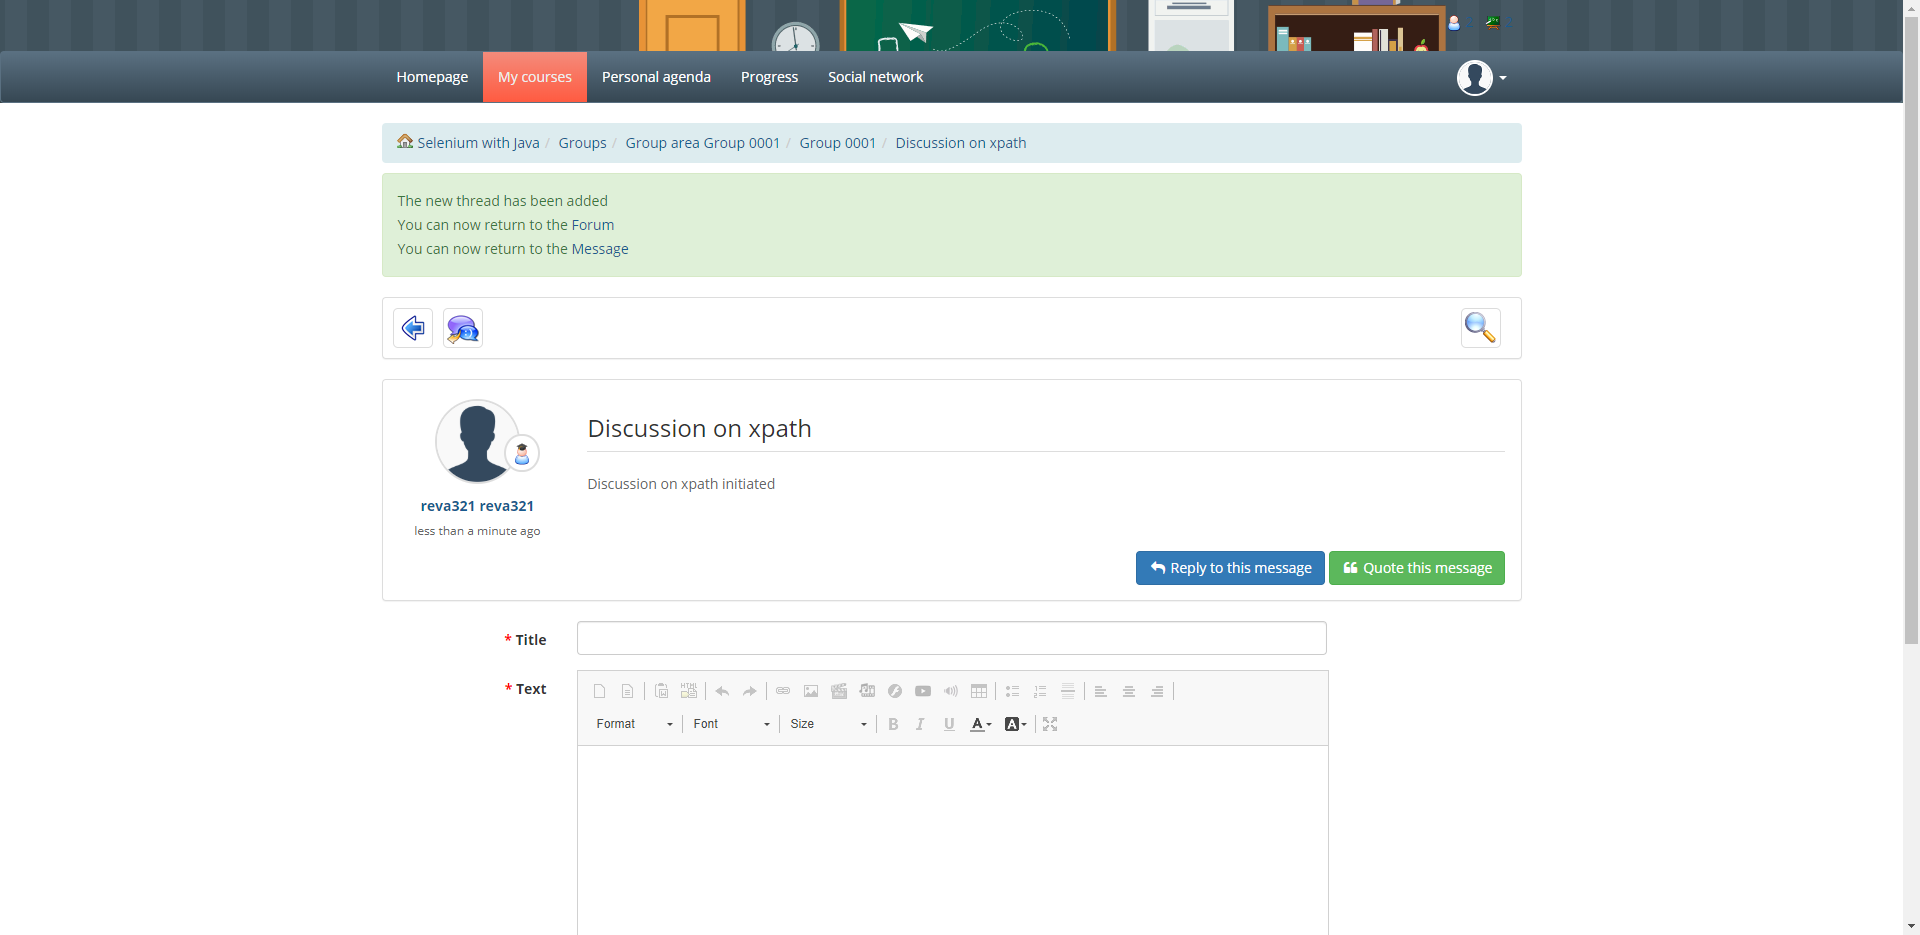 Homepage My courses Personal agenda Progress Social network
Selenium with Java / Groups / Group area Group 0001 / Group 0001 / Discussion on xpath
The new thread has been added
You can now return to the Forum
You can now return to the Message
Discussion on xpath
Discussion on xpath initiated
reva321 reva321
less than a minute ago
Reply to this message Quote this message
* Title
* Text
HTML
Format Font Size B I U A A